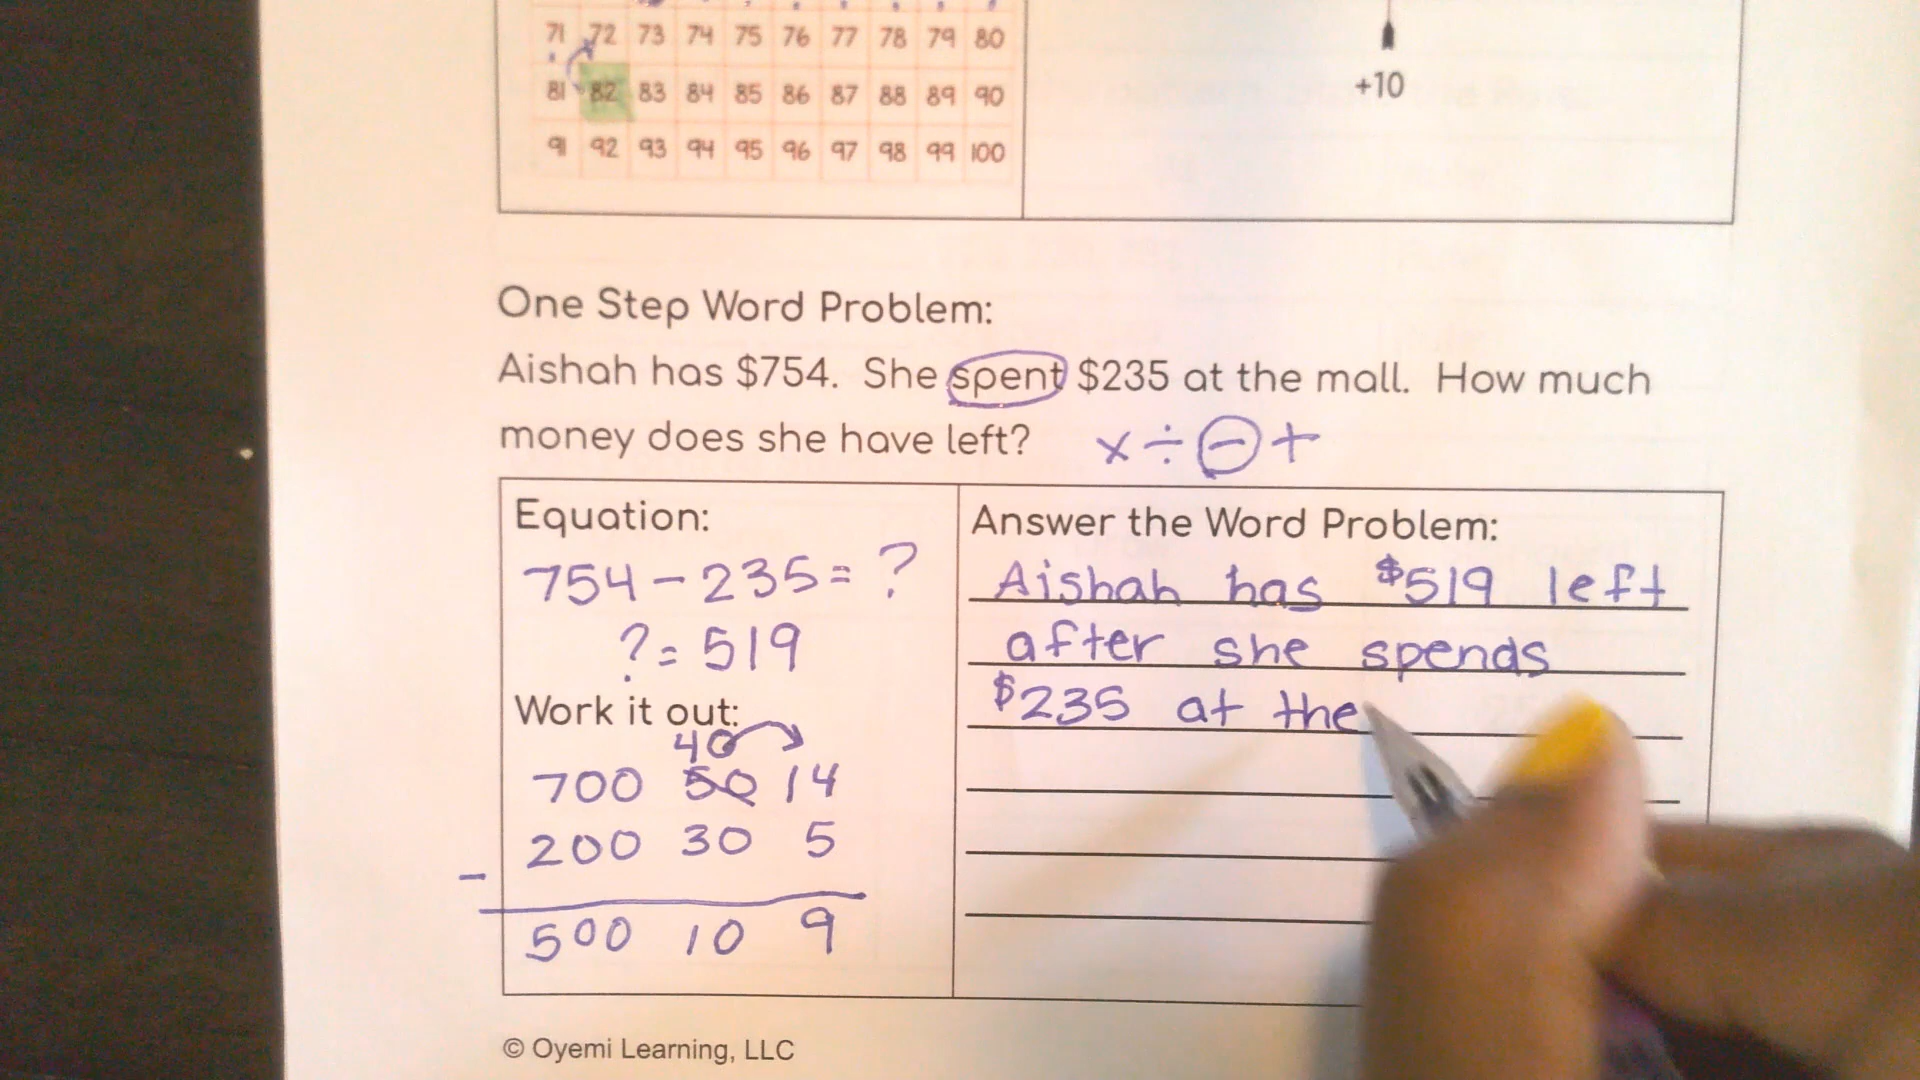 71 72 73 74 75 76 77 78 79 80
81 82 83 84 85 86 87 88 89 90
91 92 93 94 95 96 97 98 99 100
+10
One Step Word Problem:
Aishah has $754. She spent $235 at the mall. How much
money does she have left? × ÷ − +
Equation:
754 − 235 = ?
? = 519
Work it out:
40
700 50 14
200 30 5
−
500 10 9
Answer the Word Problem:
Aishah has $519 left
after she spends
$235 at the
© Oyemi Learning, LLC